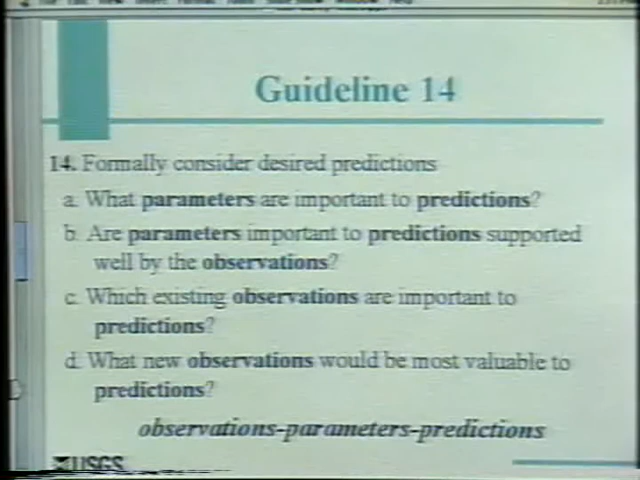 Guideline 14
14. Formally consider desired predictions
a. What parameters are important to predictions?
b. Are parameters important to predictions supported
well by the observations?
c. Which existing observations are important to
predictions?
d. What new observations would be most valuable to
predictions?
observations-parameters-predictions
USGS